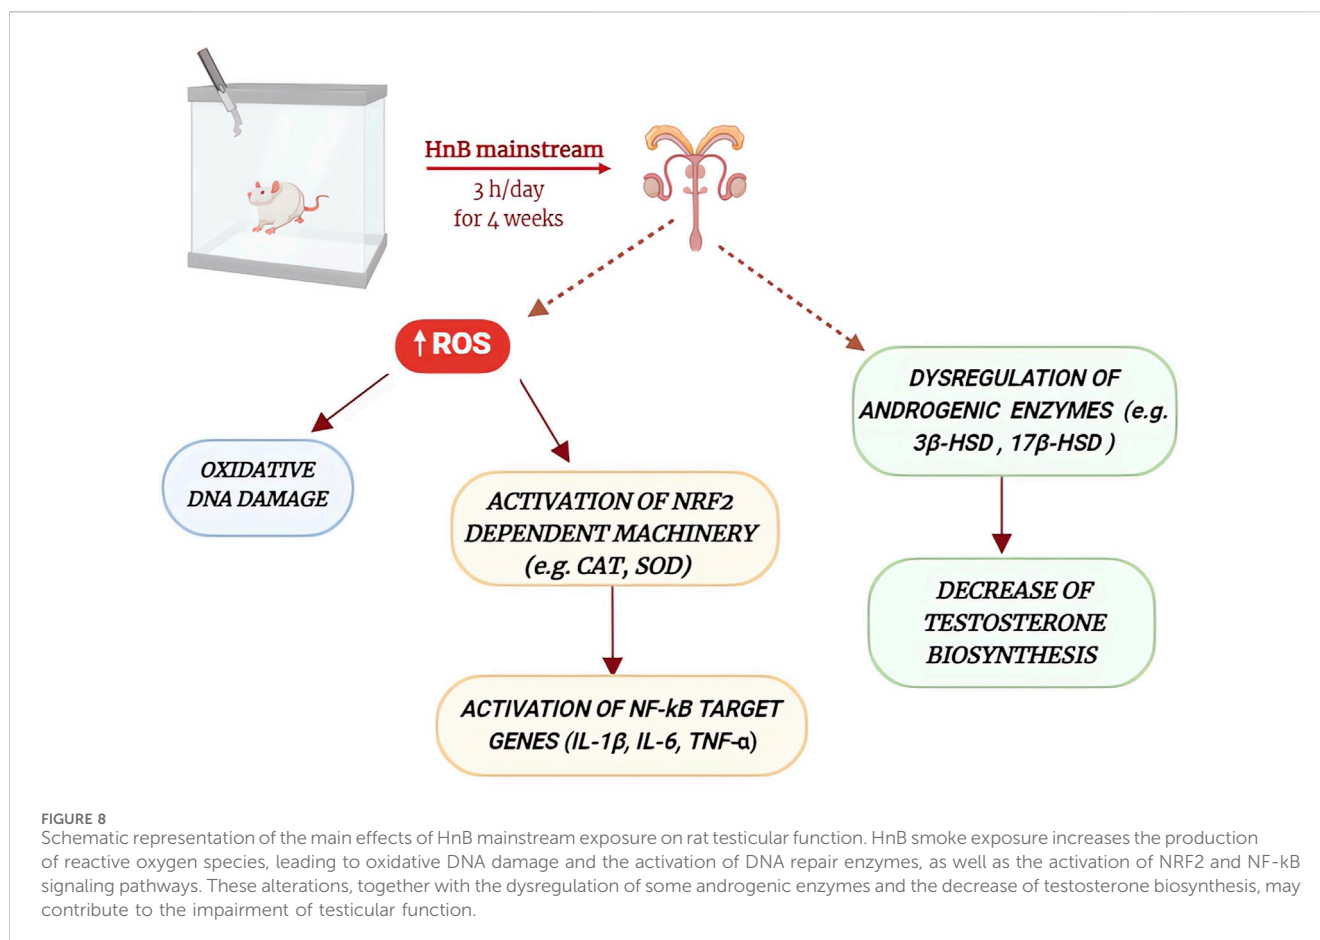 HnB mainstream
3 h/day
for 4 weeks
↑ROS
OXIDATIVE
DNA DAMAGE
ACTIVATION OF NRF2
DEPENDENT MACHINERY
(e.g. CAT, SOD)
ACTIVATION OF NF-kB TARGET
GENES (IL-1β, IL-6, TNF-α)
DYSREGULATION OF
ANDROGENIC ENZYMES (e.g.
3β-HSD , 17β-HSD )
DECREASE OF
TESTOSTERONE
BIOSYNTHESIS
FIGURE 8
Schematic representation of the main effects of HnB mainstream exposure on rat testicular function. HnB smoke exposure increases the production
of reactive oxygen species, leading to oxidative DNA damage and the activation of DNA repair enzymes, as well as the activation of NRF2 and NF-kB
signaling pathways. These alterations, together with the dysregulation of some androgenic enzymes and the decrease of testosterone biosynthesis, may
contribute to the impairment of testicular function.